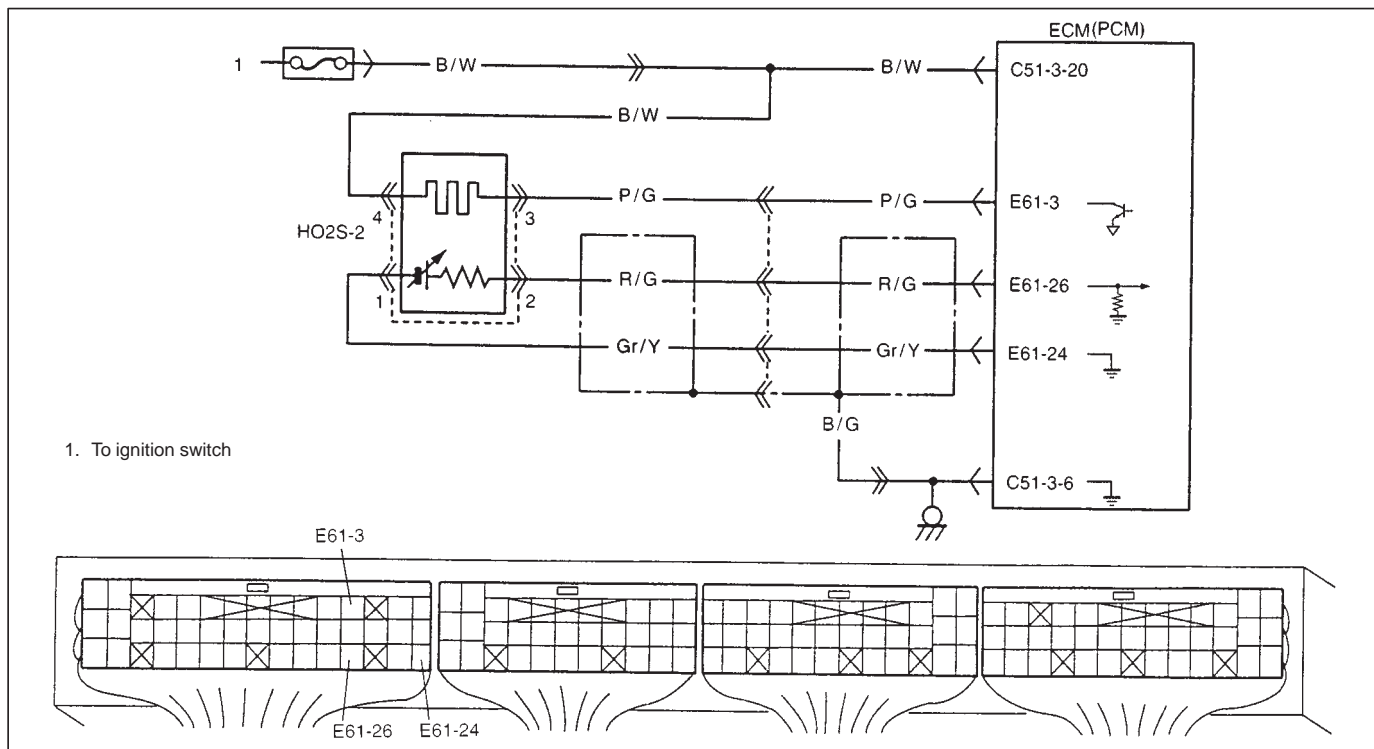 ECM(PCM)
1 B/W B/W C51-3-20
B/W
P/G P/G E61-3
4 3
HO2S-2
R/G R/G E61-26
1 2
Gr/Y Gr/Y E61-24
B/G
1. To ignition switch
C51-3-6
E61-3
E61-26 E61-24